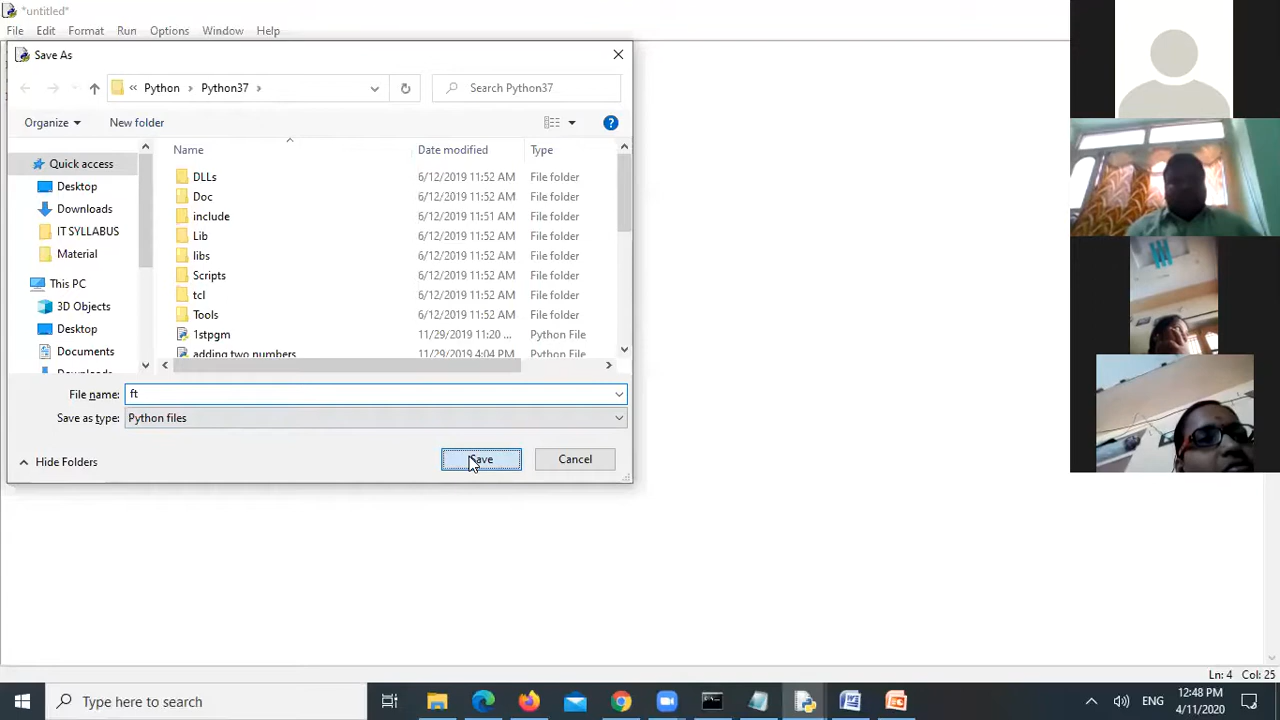 *untitled*
File Edit Format Run Options Window Help
Save As
« Python › Python37 ›
Search Python37
Organize
New folder
?
Name Date modified Type
Quick access
Desktop
Downloads
IT SYLLABUS
Material
This PC
3D Objects
Desktop
Documents
Downloads
DLLs 6/12/2019 11:52 AM File folder
Doc 6/12/2019 11:52 AM File folder
include 6/12/2019 11:51 AM File folder
Lib 6/12/2019 11:52 AM File folder
libs 6/12/2019 11:52 AM File folder
Scripts 6/12/2019 11:52 AM File folder
tcl 6/12/2019 11:52 AM File folder
Tools 6/12/2019 11:52 AM File folder
1stpgm 11/29/2019 11:20 ... Python File
adding two numbers 11/29/2019 4:04 PM Python File
File name: ft
Save as type: Python files
Hide Folders
Save
Cancel
Ln: 4 Col: 25
Type here to search
ENG
12:48 PM
4/11/2020